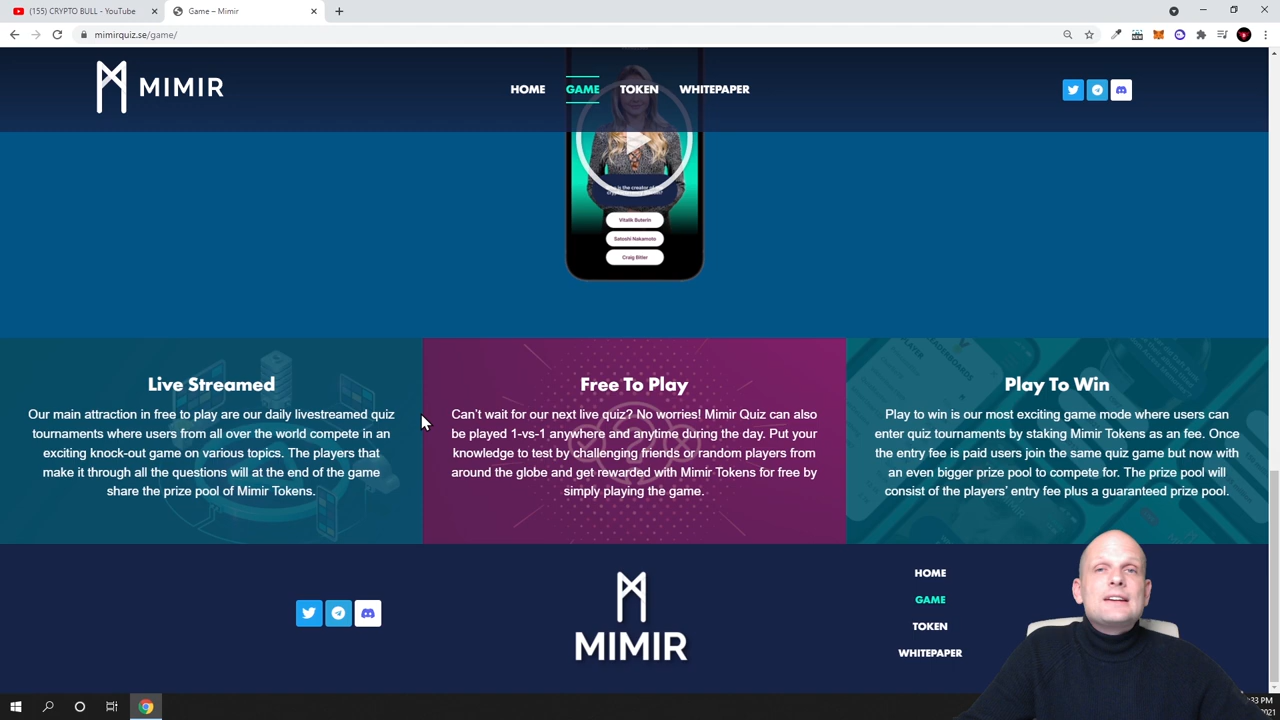 (155) CRYPTO BULL - YouTube
Game – Mimir
mimirquiz.se/game/
MIMIR
HOME
GAME
TOKEN
WHITEPAPER
Vitalik Buterin
Satoshi Nakamoto
Craig Bitter
Live Streamed
Our main attraction in free to play are our daily livestreamed quiz
tournaments where users from all over the world compete in an
exciting knock-out game on various topics. The players that
make it through all the questions will at the end of the game
share the prize pool of Mimir Tokens.
Free To Play
Can't wait for our next live quiz? No worries! Mimir Quiz can also
be played 1-vs-1 anywhere and anytime during the day. Put your
knowledge to test by challenging friends or random players from
around the globe and get rewarded with Mimir Tokens for free by
simply playing the game.
Play To Win
Play to win is our most exciting game mode where users can
enter quiz tournaments by staking Mimir Tokens as an fee. Once
the entry fee is paid users join the same quiz game but now with
an even bigger prize pool to compete for. The prize pool will
consist of the players' entry fee plus a guaranteed prize pool.
MIMIR
HOME
GAME
TOKEN
WHITEPAPER
:33 PM
2021